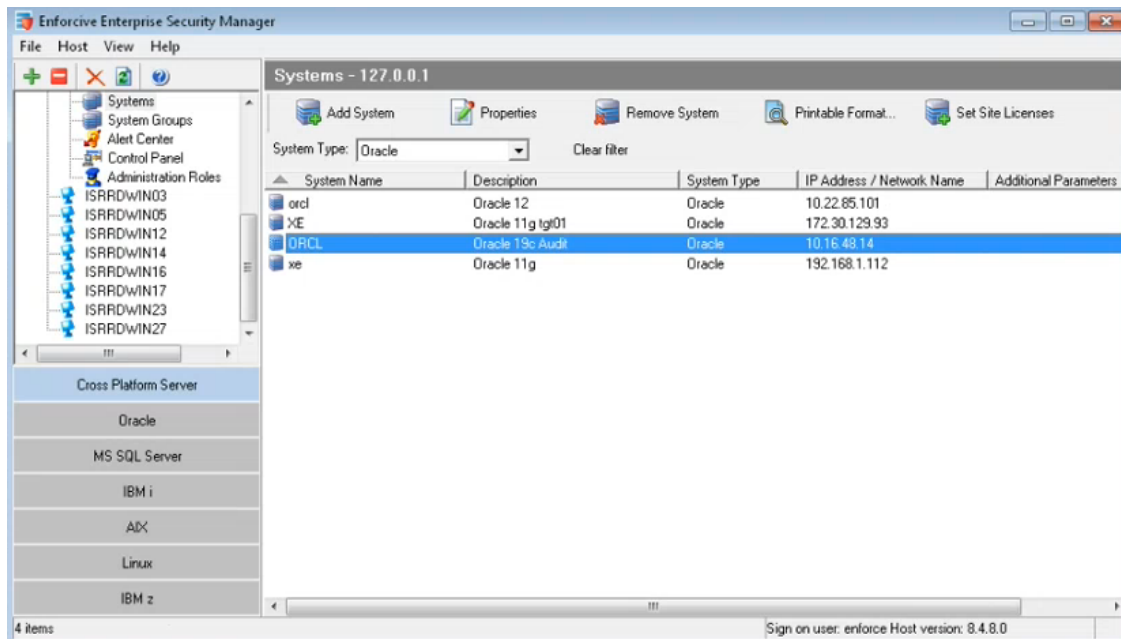 Enforcive Enterprise Security Manager
File Host View Help
Systems
System Groups
Alert Center
Control Panel
Administration Roles
ISRRDWIN03
ISRRDWIN05
ISRRDWIN12
ISRRDWIN14
ISRRDWIN16
ISRRDWIN17
ISRRDWIN23
ISRRDWIN27
Cross Platform Server
Oracle
MS SQL Server
IBM i
AIX
Linux
IBM z
Systems - 127.0.0.1
Add System Properties Remove System Printable Format... Set Site Licenses
System Type: Oracle Clear filter
System Name Description System Type IP Address / Network Name Additional Parameters
orcl Oracle 12 Oracle 10.22.85.101
XE Oracle 11g tgt01 Oracle 172.30.129.93
ORCL Oracle 19c Audit Oracle 10.16.48.14
xe Oracle 11g Oracle 192.168.1.112
4 items Sign on user: enforce Host version: 8.4.8.0